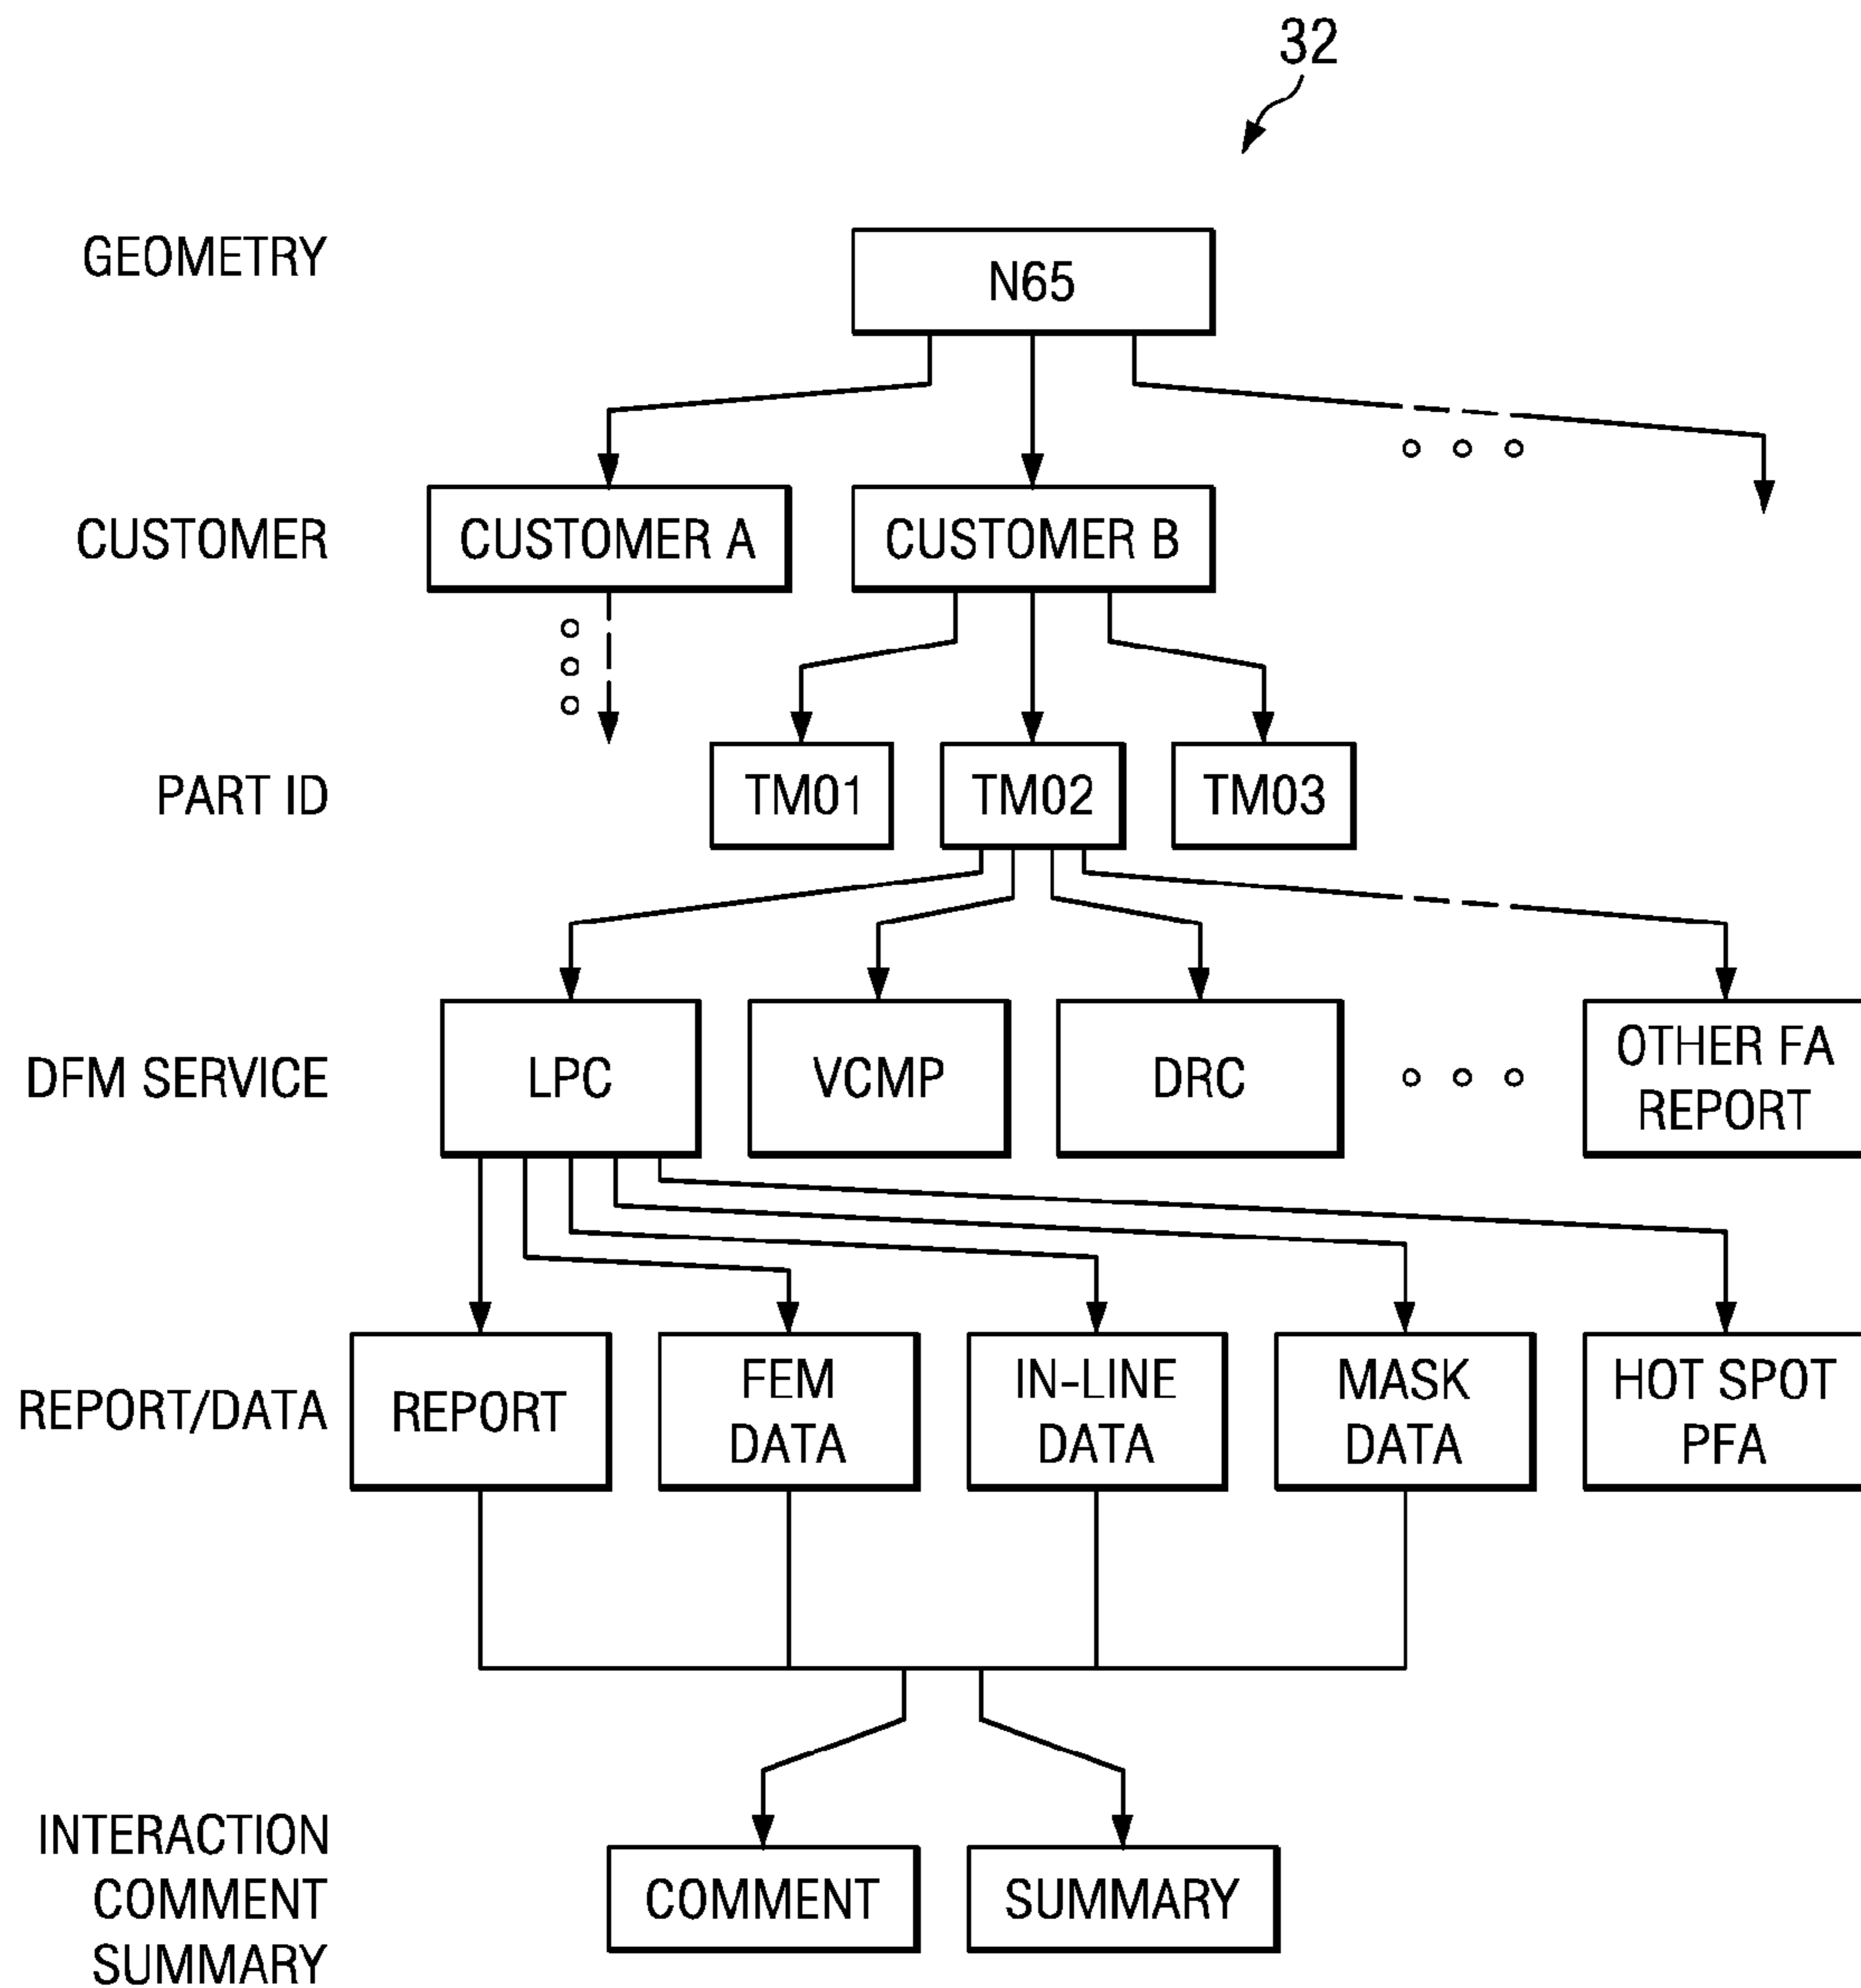 32
GEOMETRY
N65
CUSTOMER
CUSTOMER A
CUSTOMER B
PART ID
TM01
TM02
TM03
DFM SERVICE
LPC
VCMP
DRC
OTHER FA
REPORT
REPORT/DATA
REPORT
FEM
DATA
IN-LINE
DATA
MASK
DATA
HOT SPOT
PFA
INTERACTION
COMMENT
SUMMARY
COMMENT
SUMMARY